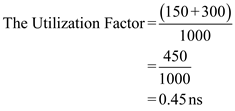 The Utilization Factor = (150+300)/1000
= 450/1000
= 0.45 ns